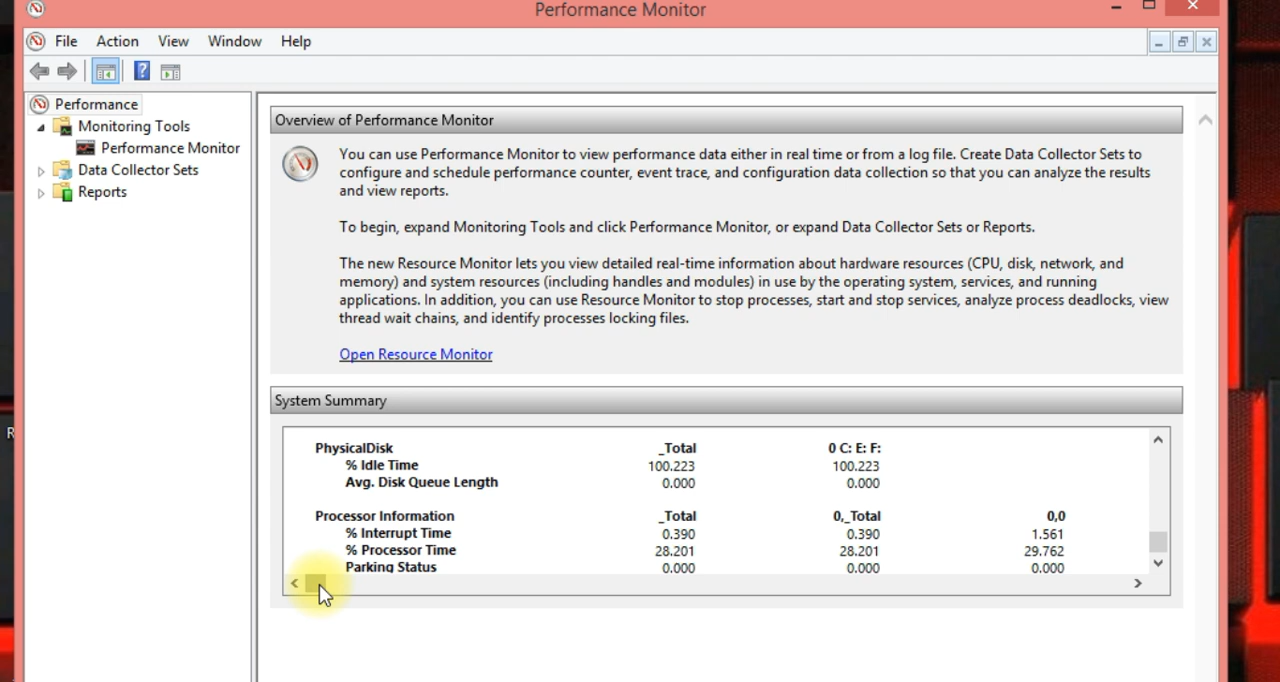 Performance Monitor
File Action View Window Help
Performance
Monitoring Tools
Performance Monitor
Data Collector Sets
Reports
Overview of Performance Monitor
You can use Performance Monitor to view performance data either in real time or from a log file. Create Data Collector Sets to
configure and schedule performance counter, event trace, and configuration data collection so that you can analyze the results
and view reports.
To begin, expand Monitoring Tools and click Performance Monitor, or expand Data Collector Sets or Reports.
The new Resource Monitor lets you view detailed real-time information about hardware resources (CPU, disk, network, and
memory) and system resources (including handles and modules) in use by the operating system, services, and running
applications. In addition, you can use Resource Monitor to stop processes, start and stop services, analyze process deadlocks, view
thread wait chains, and identify processes locking files.
Open Resource Monitor
System Summary
PhysicalDisk _Total 0 C: E: F:
% Idle Time 100.223 100.223
Avg. Disk Queue Length 0.000 0.000
Processor Information _Total 0,_Total 0,0
% Interrupt Time 0.390 0.390 1.561
% Processor Time 28.201 28.201 29.762
Parking Status 0.000 0.000 0.000
R